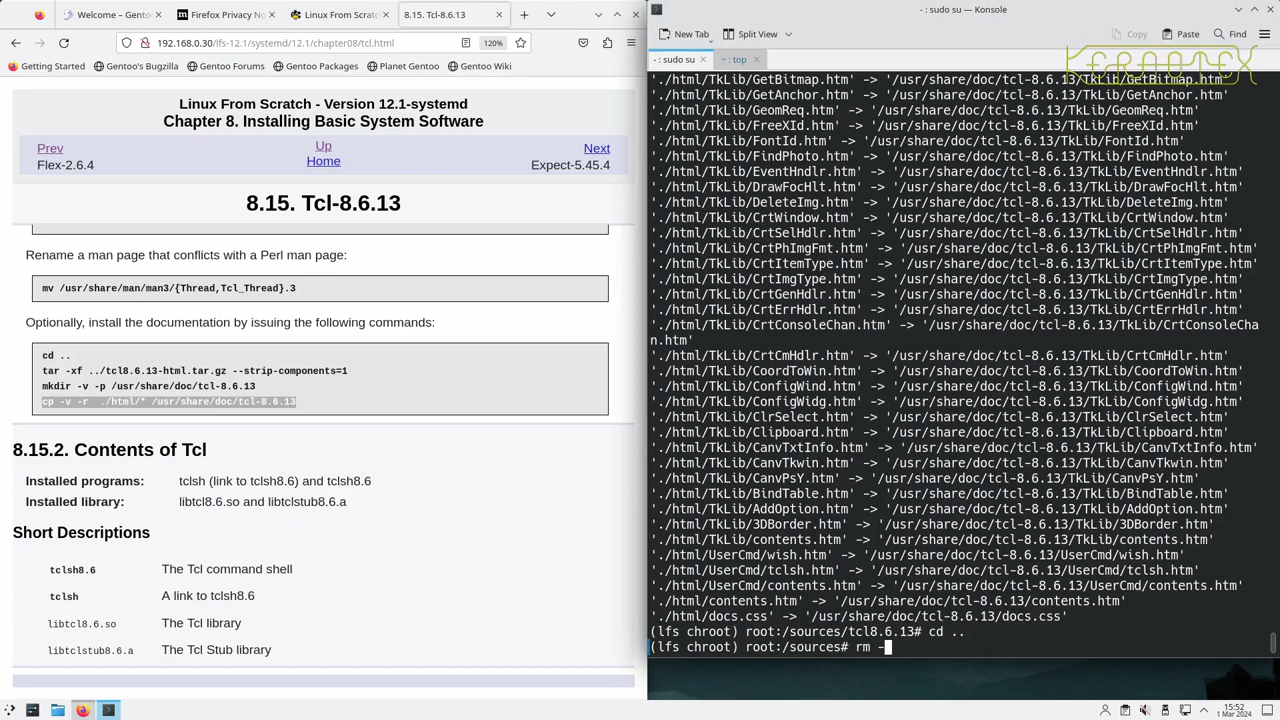 Welcome – Gento
Firefox Privacy No
Linux From Scratc
8.15. Tcl-8.6.13
192.168.0.30/lfs-12.1/systemd/12.1/chapter08/tcl.html
120%
Getting Started
Gentoo's Bugzilla
Gentoo Forums
Gentoo Packages
Planet Gentoo
Gentoo Wiki
Linux From Scratch - Version 12.1-systemd
Chapter 8. Installing Basic System Software
Prev
Up
Next
Flex-2.6.4
Home
Expect-5.45.4
8.15. Tcl-8.6.13
Rename a man page that conflicts with a Perl man page:
mv /usr/share/man/man3/{Thread,Tcl_Thread}.3
Optionally, install the documentation by issuing the following commands:
cd ..
tar -xf ../tcl8.6.13-html.tar.gz --strip-components=1
mkdir -v -p /usr/share/doc/tcl-8.6.13
cp -v -r  ./html/* /usr/share/doc/tcl-8.6.13
8.15.2. Contents of Tcl
Installed programs: tclsh (link to tclsh8.6) and tclsh8.6
Installed library: libtcl8.6.so and libtclstub8.6.a
Short Descriptions
tclsh8.6 The Tcl command shell
tclsh A link to tclsh8.6
libtcl8.6.so The Tcl library
libtclstub8.6.a The Tcl Stub library
- : sudo su — Konsole
New Tab
Split View
Copy
Paste
Find
- : sudo su
~ : top
KERNOTEX
'./html/TkLib/GetBitmap.htm' -> '/usr/share/doc/tcl-8.6.13/TkLib/GetBitmap.htm'
'./html/TkLib/GetAnchor.htm' -> '/usr/share/doc/tcl-8.6.13/TkLib/GetAnchor.htm'
'./html/TkLib/GeomReq.htm' -> '/usr/share/doc/tcl-8.6.13/TkLib/GeomReq.htm'
'./html/TkLib/FreeXId.htm' -> '/usr/share/doc/tcl-8.6.13/TkLib/FreeXId.htm'
'./html/TkLib/FontId.htm' -> '/usr/share/doc/tcl-8.6.13/TkLib/FontId.htm'
'./html/TkLib/FindPhoto.htm' -> '/usr/share/doc/tcl-8.6.13/TkLib/FindPhoto.htm'
'./html/TkLib/EventHndlr.htm' -> '/usr/share/doc/tcl-8.6.13/TkLib/EventHndlr.htm'
'./html/TkLib/DrawFocHlt.htm' -> '/usr/share/doc/tcl-8.6.13/TkLib/DrawFocHlt.htm'
'./html/TkLib/DeleteImg.htm' -> '/usr/share/doc/tcl-8.6.13/TkLib/DeleteImg.htm'
'./html/TkLib/CrtWindow.htm' -> '/usr/share/doc/tcl-8.6.13/TkLib/CrtWindow.htm'
'./html/TkLib/CrtSelHdlr.htm' -> '/usr/share/doc/tcl-8.6.13/TkLib/CrtSelHdlr.htm'
'./html/TkLib/CrtPhImgFmt.htm' -> '/usr/share/doc/tcl-8.6.13/TkLib/CrtPhImgFmt.htm'
'./html/TkLib/CrtItemType.htm' -> '/usr/share/doc/tcl-8.6.13/TkLib/CrtItemType.htm'
'./html/TkLib/CrtImgType.htm' -> '/usr/share/doc/tcl-8.6.13/TkLib/CrtImgType.htm'
'./html/TkLib/CrtGenHdlr.htm' -> '/usr/share/doc/tcl-8.6.13/TkLib/CrtGenHdlr.htm'
'./html/TkLib/CrtErrHdlr.htm' -> '/usr/share/doc/tcl-8.6.13/TkLib/CrtErrHdlr.htm'
'./html/TkLib/CrtConsoleChan.htm' -> '/usr/share/doc/tcl-8.6.13/TkLib/CrtConsoleCha
n.htm'
'./html/TkLib/CrtCmHdlr.htm' -> '/usr/share/doc/tcl-8.6.13/TkLib/CrtCmHdlr.htm'
'./html/TkLib/CoordToWin.htm' -> '/usr/share/doc/tcl-8.6.13/TkLib/CoordToWin.htm'
'./html/TkLib/ConfigWind.htm' -> '/usr/share/doc/tcl-8.6.13/TkLib/ConfigWind.htm'
'./html/TkLib/ConfigWidg.htm' -> '/usr/share/doc/tcl-8.6.13/TkLib/ConfigWidg.htm'
'./html/TkLib/ClrSelect.htm' -> '/usr/share/doc/tcl-8.6.13/TkLib/ClrSelect.htm'
'./html/TkLib/Clipboard.htm' -> '/usr/share/doc/tcl-8.6.13/TkLib/Clipboard.htm'
'./html/TkLib/CanvTxtInfo.htm' -> '/usr/share/doc/tcl-8.6.13/TkLib/CanvTxtInfo.htm'
'./html/TkLib/CanvTkwin.htm' -> '/usr/share/doc/tcl-8.6.13/TkLib/CanvTkwin.htm'
'./html/TkLib/CanvPsY.htm' -> '/usr/share/doc/tcl-8.6.13/TkLib/CanvPsY.htm'
'./html/TkLib/BindTable.htm' -> '/usr/share/doc/tcl-8.6.13/TkLib/BindTable.htm'
'./html/TkLib/AddOption.htm' -> '/usr/share/doc/tcl-8.6.13/TkLib/AddOption.htm'
'./html/TkLib/3DBorder.htm' -> '/usr/share/doc/tcl-8.6.13/TkLib/3DBorder.htm'
'./html/TkLib/contents.htm' -> '/usr/share/doc/tcl-8.6.13/TkLib/contents.htm'
'./html/UserCmd/wish.htm' -> '/usr/share/doc/tcl-8.6.13/UserCmd/wish.htm'
'./html/UserCmd/tclsh.htm' -> '/usr/share/doc/tcl-8.6.13/UserCmd/tclsh.htm'
'./html/UserCmd/contents.htm' -> '/usr/share/doc/tcl-8.6.13/UserCmd/contents.htm'
'./html/contents.htm' -> '/usr/share/doc/tcl-8.6.13/contents.htm'
'./html/docs.css' -> '/usr/share/doc/tcl-8.6.13/docs.css'
(lfs chroot) root:/sources/tcl8.6.13# cd ..
(lfs chroot) root:/sources# rm -
15:52
1 Mar 2024